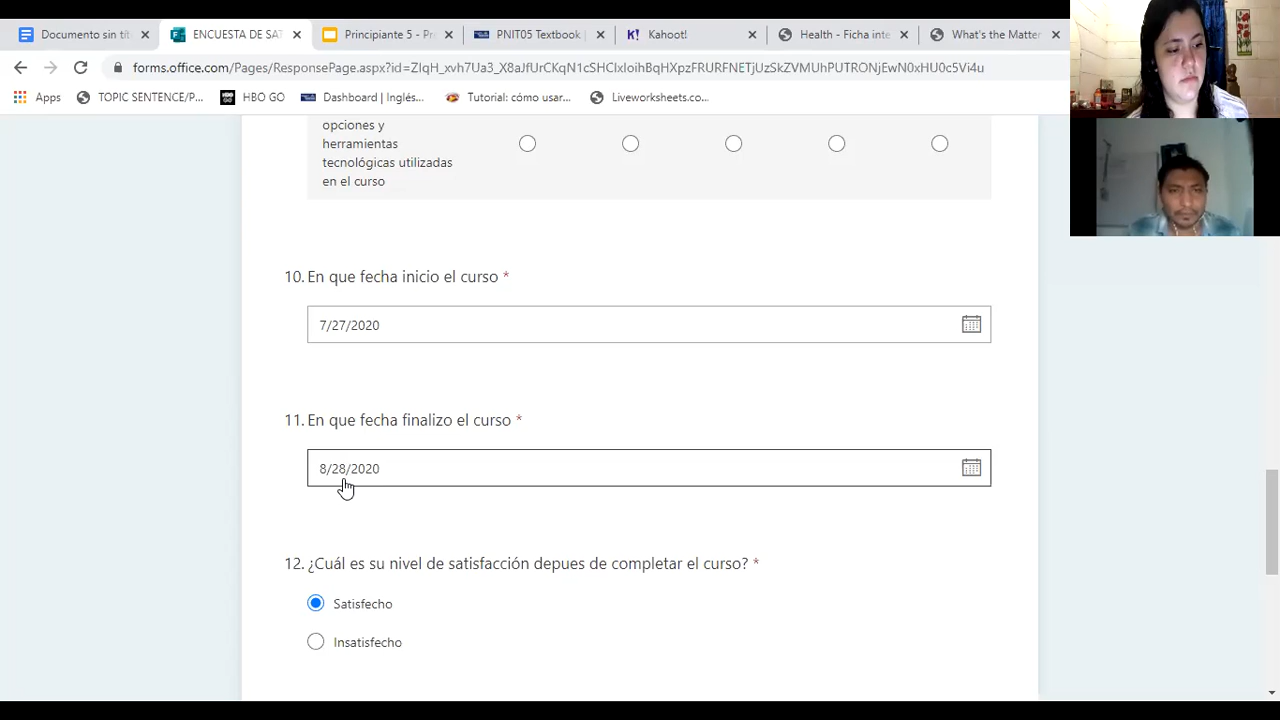 Documento sin tít
ENCUESTA DE SAT
Principiante 5 - Pre
PNIT05 Textbook
K!
Kahoot!
Health - Ficha inte
What's the Matter
forms.office.com/Pages/ResponsePage.aspx?id=ZIqH_xvh7Ua3_X8aHHCKqN1cSHCIxIoihBqHXpzFRURFNETjUzSkZVMUhPUTRONjEwN0xHU0c5Vi4u
Apps
TOPIC SENTENCE/P...
HBO GO
Dashboard | Inglés...
Tutorial: cómo usar...
Liveworksheets.co...
opciones y
herramientas
tecnológicas utilizadas
en el curso
10. En que fecha inicio el curso *
7/27/2020
11. En que fecha finalizo el curso *
8/28/2020
12. ¿Cuál es su nivel de satisfacción depues de completar el curso? *
Satisfecho
Insatisfecho